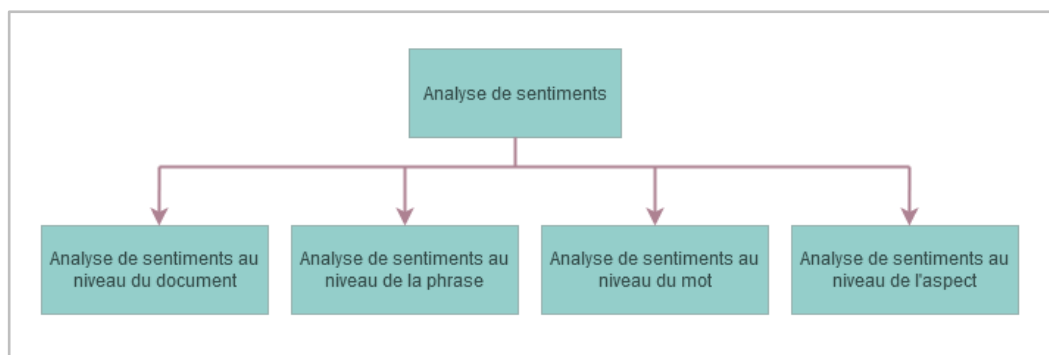 Analyse de sentiments
Analyse de sentiments au
niveau du document
Analyse de sentiments au
niveau de la phrase
Analyse de sentiments au
niveau du mot
Analyse de sentiments au
niveau de l'aspect